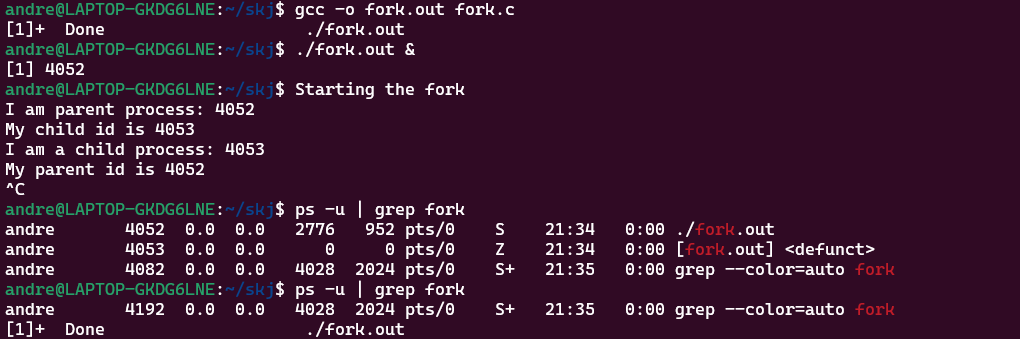 andre@LAPTOP-GKDG6LNE:~/skj$ gcc -o fork.out fork.c
[1]+  Done                    ./fork.out
andre@LAPTOP-GKDG6LNE:~/skj$ ./fork.out &
[1] 4052
andre@LAPTOP-GKDG6LNE:~/skj$ Starting the fork
I am parent process: 4052
My child id is 4053
I am a child process: 4053
My parent id is 4052
^C
andre@LAPTOP-GKDG6LNE:~/skj$ ps -u | grep fork
andre       4052  0.0  0.0   2776   952 pts/0    S    21:34   0:00 ./fork.out
andre       4053  0.0  0.0      0     0 pts/0    Z    21:34   0:00 [fork.out] <defunct>
andre       4082  0.0  0.0   4028  2024 pts/0    S+   21:35   0:00 grep --color=auto fork
andre@LAPTOP-GKDG6LNE:~/skj$ ps -u | grep fork
andre       4192  0.0  0.0   4028  2024 pts/0    S+   21:35   0:00 grep --color=auto fork
[1]+  Done                    ./fork.out